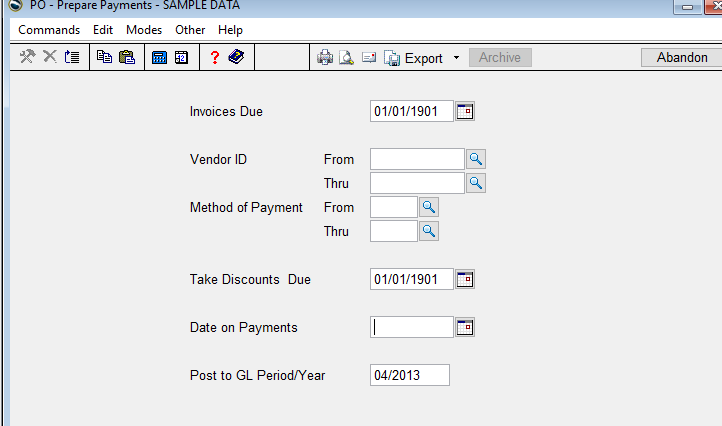 PO - Prepare Payments - SAMPLE DATA
Commands Edit Modes Other Help
Export Archive Abandon
Invoices Due 01/01/1901
Vendor ID From
Thru
Method of Payment From
Thru
Take Discounts Due 01/01/1901
Date on Payments
Post to GL Period/Year 04/2013